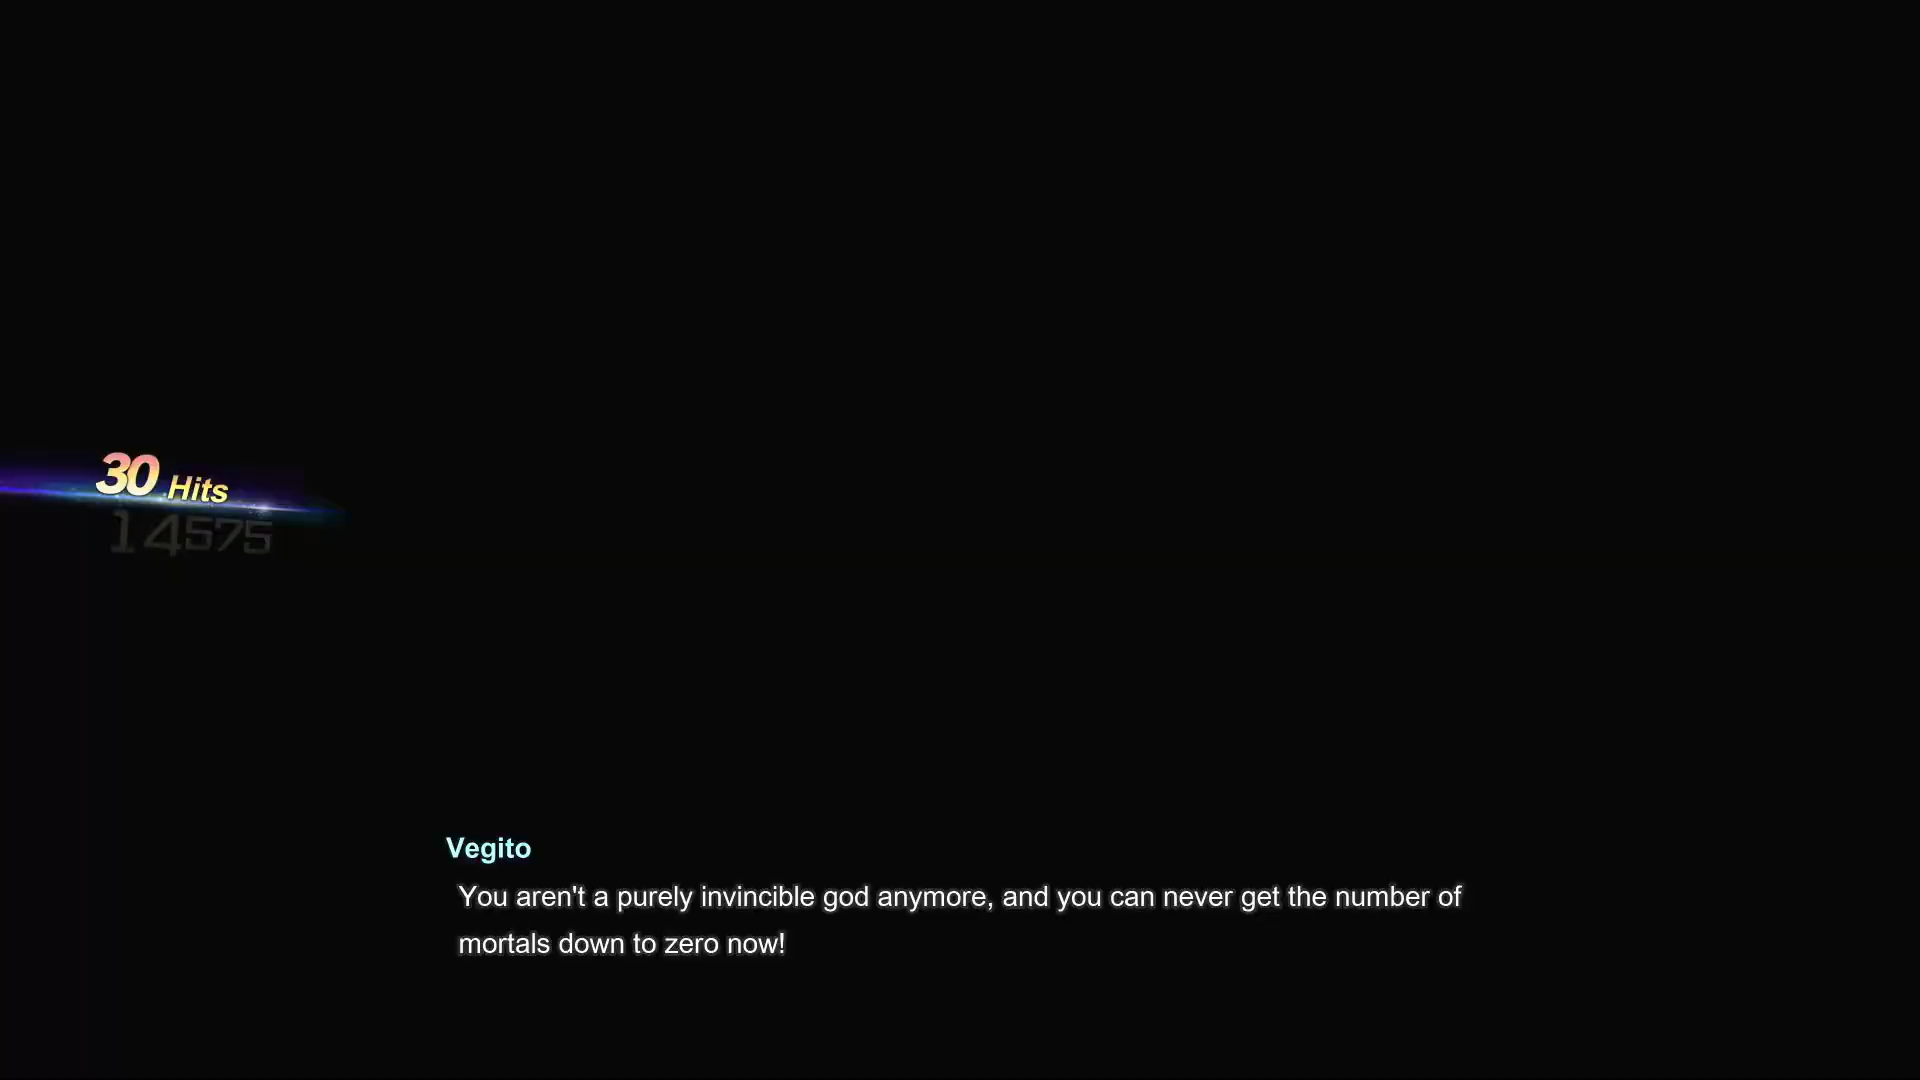 30 Hits
14575
Vegito
You aren't a purely invincible god anymore, and you can never get the number of
mortals down to zero now!